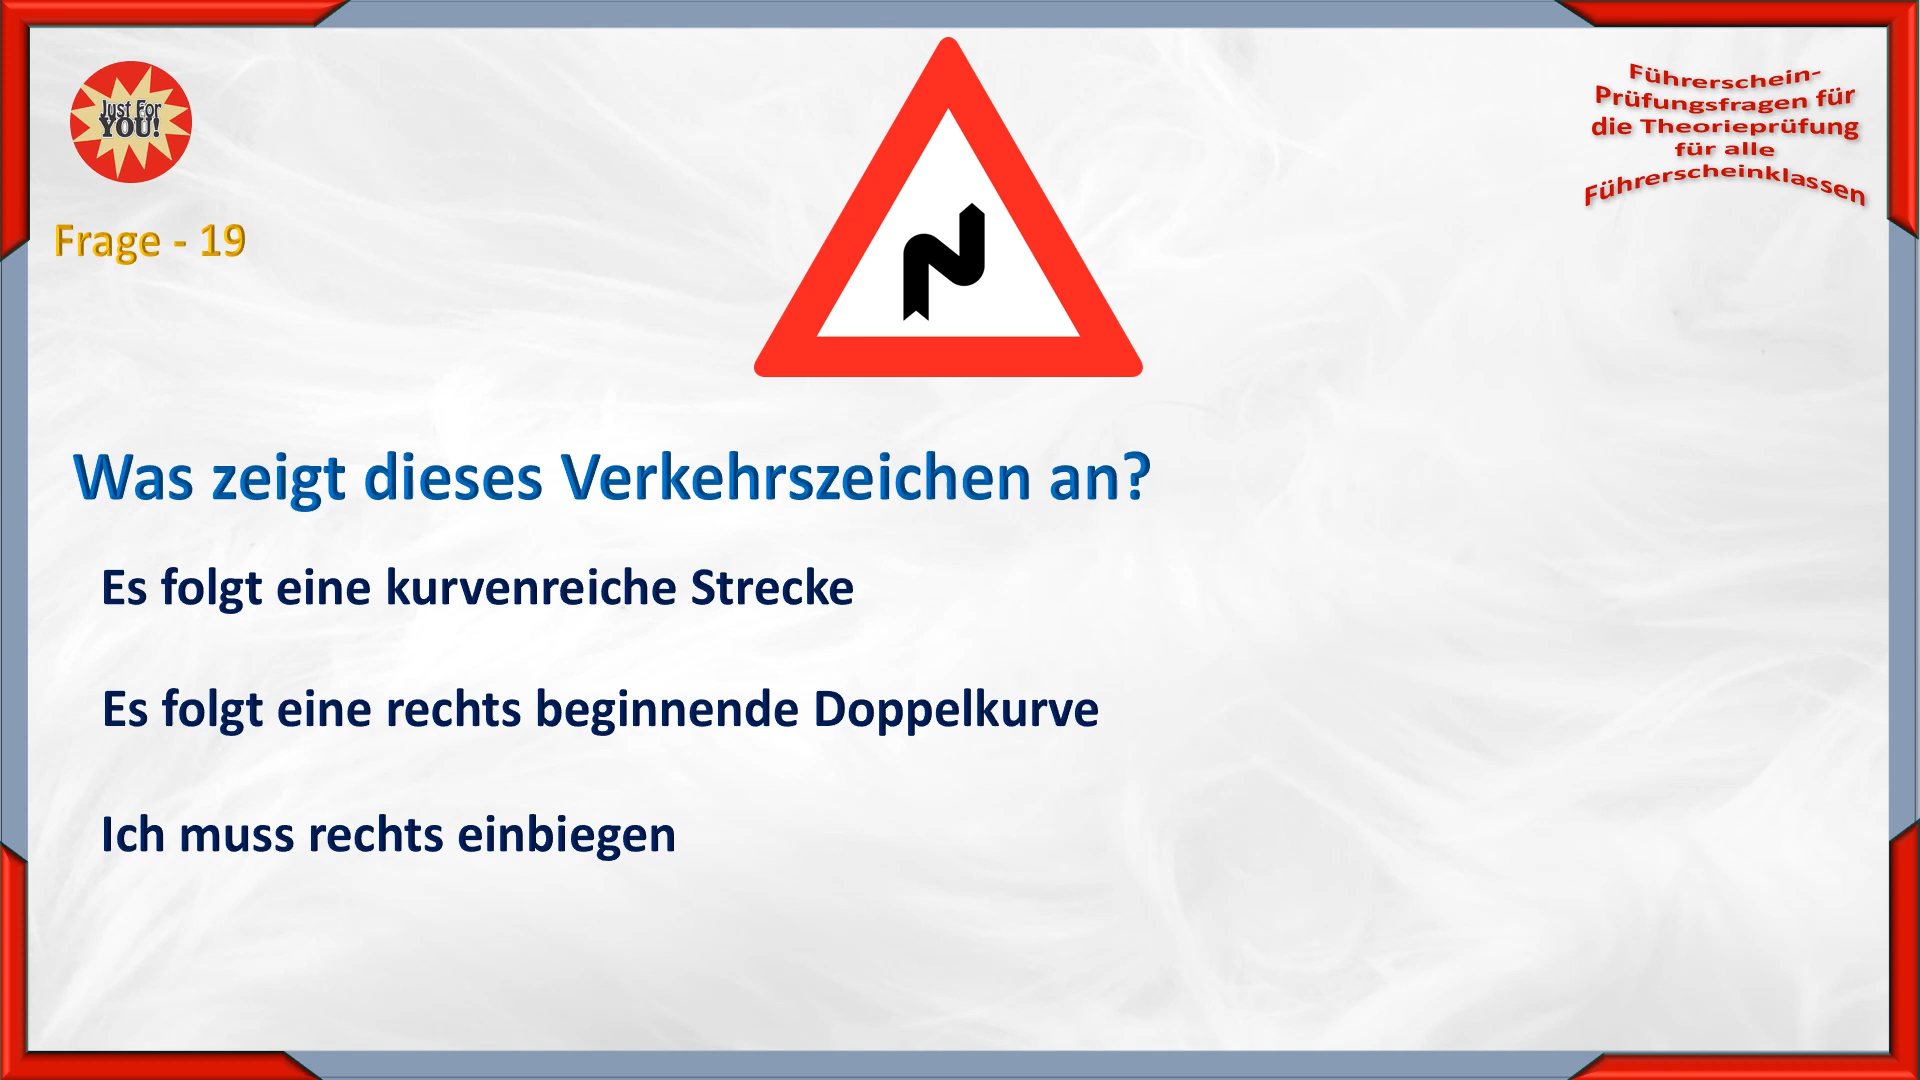 Just For
YOU!
Führerschein-
Prüfungsfragen für
die Theorieprüfung
für alle
Führerscheinklassen
Frage - 19
Was zeigt dieses Verkehrszeichen an?
Es folgt eine kurvenreiche Strecke
Es folgt eine rechts beginnende Doppelkurve
Ich muss rechts einbiegen